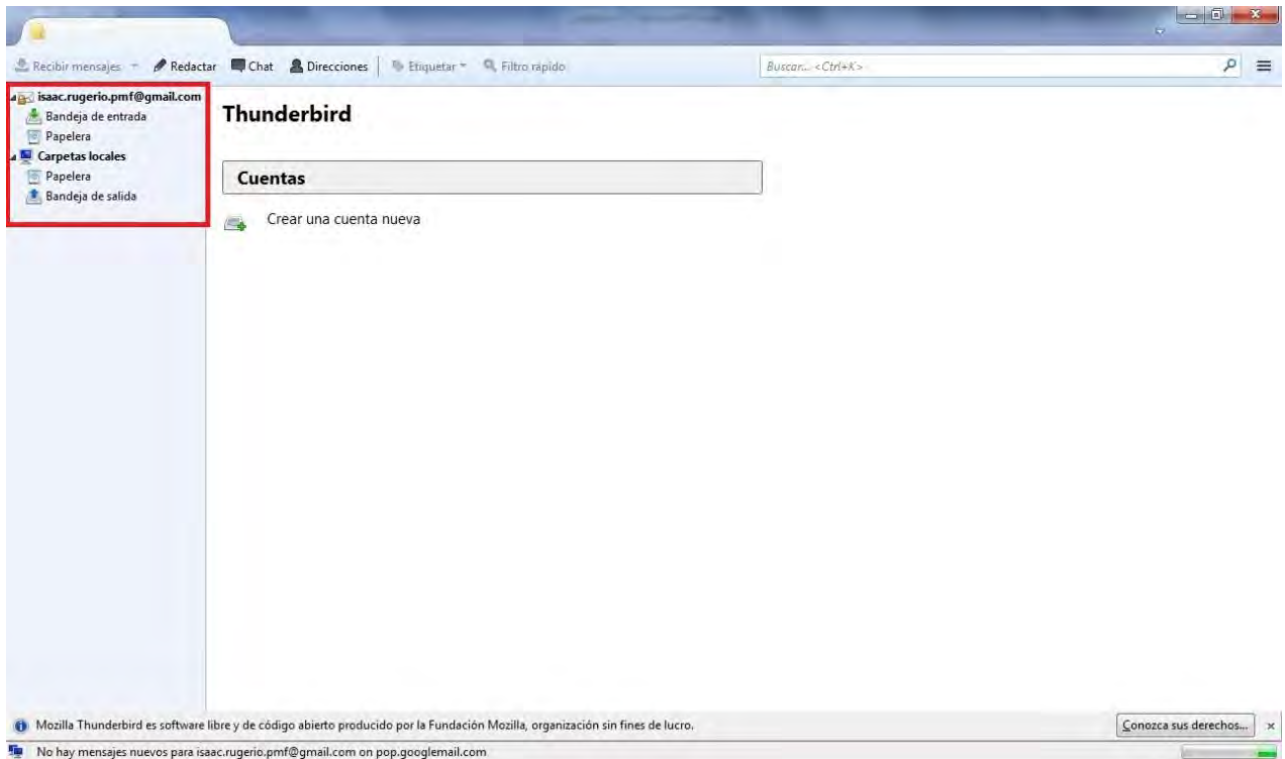 Recibir mensajes Redactar Chat Direcciones Etiquetar Filtro rápido Buscar... <Ctrl+K>
isaac.rugerio.pmf@gmail.com
Bandeja de entrada
Papelera
Carpetas locales
Papelera
Bandeja de salida
Thunderbird
Cuentas
Crear una cuenta nueva
Mozilla Thunderbird es software libre y de código abierto producido por la Fundación Mozilla, organización sin fines de lucro. Conozca sus derechos...
No hay mensajes nuevos para isaac.rugerio.pmf@gmail.com on pop.googlemail.com